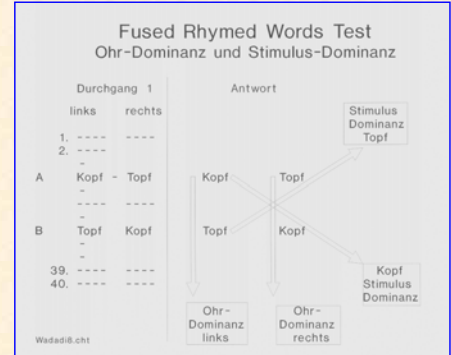 Fused Rhymed Words Test
Ohr-Dominanz und Stimulus-Dominanz
Durchgang 1 Antwort
links rechts
Stimulus
Dominanz
Topf
1. ---- ----
2. ----
-
A Kopf - Topf Kopf Topf
-
---- ----
-
B Topf Kopf Topf Kopf
-
-
39. ---- ----
40. ---- ----
Kopf
Stimulus
Dominanz
Ohr-
Dominanz
links
Ohr-
Dominanz
rechts
Wadadi8.cht